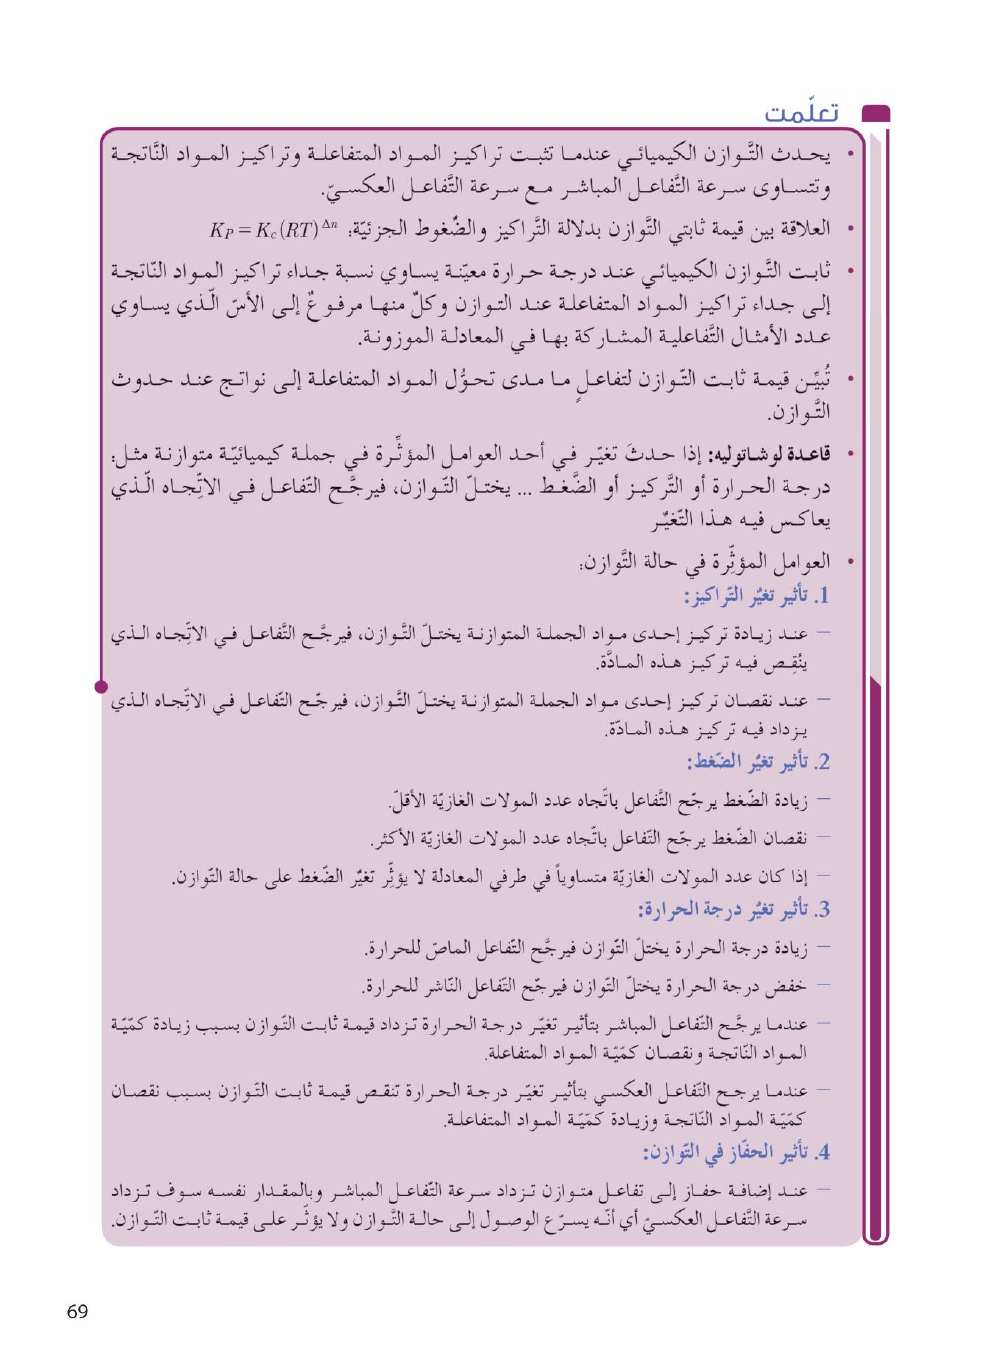 تعلّمت
• يحدث التَّوازن الكيميائي عندما تثبت تراكيز المواد المتفاعلة وتراكيز المواد النَّاتجة
وتتساوى سرعة التَّفاعل المباشر مع سرعة التَّفاعل العكسيّ.
• العلاقة بين قيمة ثابتي التَّوازن بدلالة التَّراكيز والضُّغوط الجزئيّة: K_P = K_c (RT)^Δn
• ثابت التَّوازن الكيميائي عند درجة حرارة معيّنة يساوي نسبة جداء تراكيز المواد النّاتجة
إلى جداء تراكيز المواد المتفاعلة عند التوازن وكلٌ منها مرفوعٌ إلى الأسّ الّذي يساوي
عدد الأمثال التَّفاعلية المشاركة بها في المعادلة الموزونة.
• تُبيِّن قيمة ثابت التّوازن لتفاعلٍ ما مدى تحوُّل المواد المتفاعلة إلى نواتج عند حدوث
التَّوازن.
• قاعدة لوشاتوليه: إذا حدثَ تغيّر في أحد العوامل المؤثِّرة في جملة كيميائيّة متوازنة مثل:
درجة الحرارة أو التَّركيز أو الضَّغط ... يختلّ التّوازن، فيرجَّح التّفاعل في الاتِّجاه الّذي
يعاكس فيه هذا التّغيُّر
• العوامل المؤثِّرة في حالة التَّوازن:
1. تأثير تغيُّر التّراكيز:
– عند زيادة تركيز إحدى مواد الجملة المتوازنة يختلّ التَّوازن، فيرجَّح التَّفاعل في الاتِّجاه الذي
ينُقِص فيه تركيز هذه المادَّة.
– عند نقصان تركيز إحدى مواد الجملة المتوازنة يختلّ التَّوازن، فيرجّح التّفاعل في الاتِّجاه الذي
يزداد فيه تركيز هذه المادّة.
2. تأثير تغيُّر الضّغط:
– زيادة الضّغط يرجّح التَّفاعل باتّجاه عدد المولات الغازيّة الأقلّ.
– نقصان الضّغط يرجّح التَفاعل باتّجاه عدد المولات الغازيّة الأكثر.
– إذا كان عدد المولات الغازيّة متساوياً في طرفي المعادلة لا يؤثِّر تغيُّر الضّغط على حالة التّوازن.
3. تأثير تغيُّر درجة الحرارة:
– زيادة درجة الحرارة يختلّ التّوازن فيرجَّح التّفاعل الماصّ للحرارة.
– خفض درجة الحرارة يختلّ التّوازن فيرجّح التّفاعل النّاشر للحرارة.
– عندما يرجَّح التَّفاعل المباشر بتأثير تغيّر درجة الحرارة تزداد قيمة ثابت التّوازن بسبب زيادة كمّيّة
المواد النّاتجة ونقصان كمّيّة المواد المتفاعلة.
– عندما يرجح التَّفاعل العكسي بتأثير تغيّر درجة الحرارة تنقص قيمة ثابت التَّوازن بسبب نقصان
كمّيّة المواد النّاتجة وزيادة كمّيّة المواد المتفاعلة.
4. تأثير الحفّاز في التّوازن:
– عند إضافة حفاز إلى تفاعل متوازن تزداد سرعة التَّفاعل المباشر وبالمقدار نفسه سوف تزداد
سرعة التَّفاعل العكسيّ أي أنّه يسرّع الوصول إلى حالة التَّوازن ولا يؤثّر على قيمة ثابت التّوازن.
69